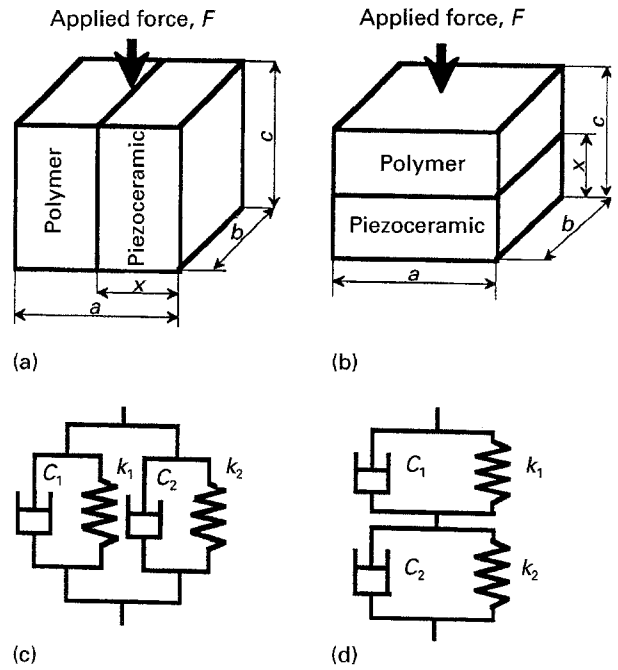 Applied force, F
Polymer
Piezoceramic
c
b
x
a
(a)
Applied force, F
Polymer
Piezoceramic
c
x
b
a
(b)
C1
k1
C2
k2
(c)
C1
k1
C2
k2
(d)